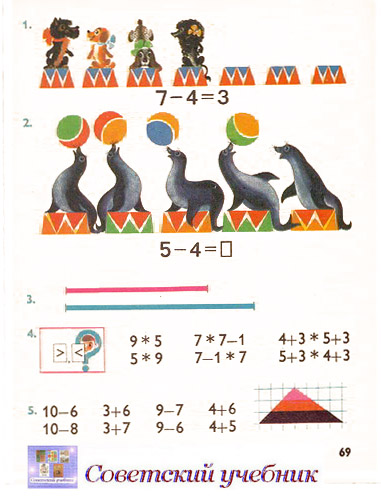 1.
7-4=3
2.
5-4=□
3.
4. > < ? 9*5 7*7-1 4+3*5+3
5*9 7-1*7 5+3*4+3
5. 10-6 3+6 9-7 4+6
10-8 3+7 9-6 4+5
69
Советский учебник